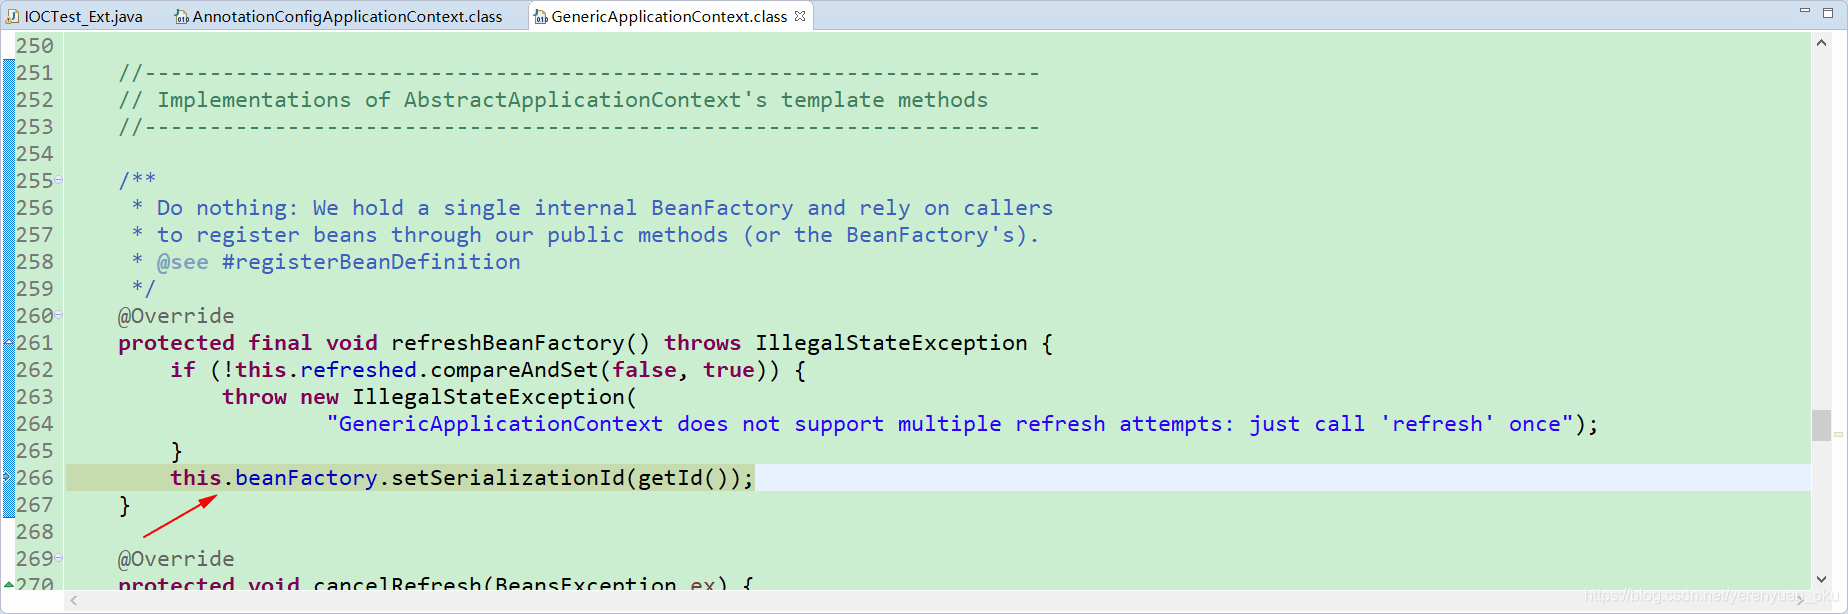 IOCTest_Ext.java AnnotationConfigApplicationContext.class GenericApplicationContext.class
250
251 //---------------------------------------------------------------------
252 // Implementations of AbstractApplicationContext's template methods
253 //---------------------------------------------------------------------
254
255 /**
256 * Do nothing: We hold a single internal BeanFactory and rely on callers
257 * to register beans through our public methods (or the BeanFactory's).
258 * @see #registerBeanDefinition
259 */
260 @Override
261 protected final void refreshBeanFactory() throws IllegalStateException {
262 if (!this.refreshed.compareAndSet(false, true)) {
263 throw new IllegalStateException(
264 "GenericApplicationContext does not support multiple refresh attempts: just call 'refresh' once");
265 }
266 this.beanFactory.setSerializationId(getId());
267 }
268
269 @Override
270 protected void cancelRefresh(BeansException ex) {
https://blog.csdn.net/yerenyuan_pku